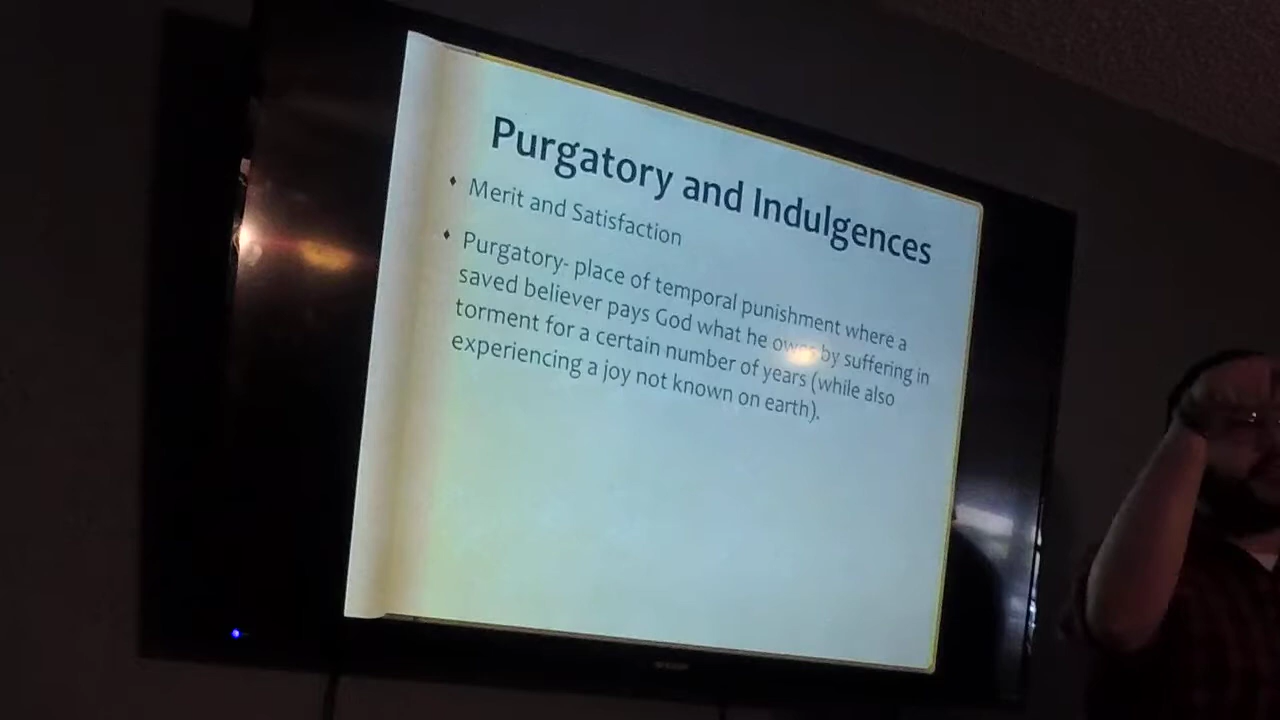 Purgatory and Indulgences
Merit and Satisfaction
Purgatory- place of temporal punishment where a
saved believer pays God what he owes by suffering in
torment for a certain number of years (while also
experiencing a joy not known on earth).